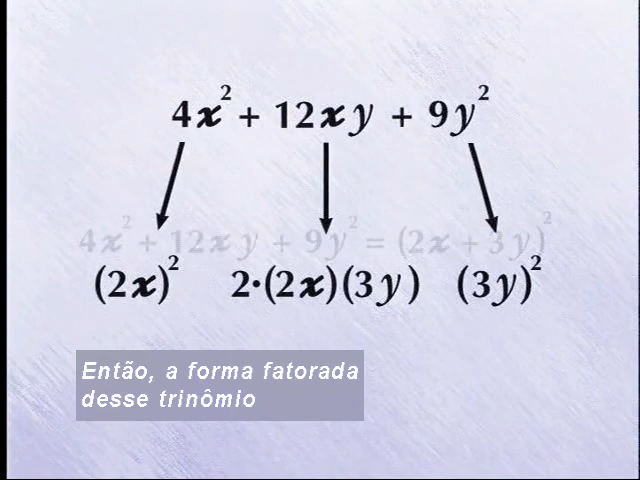 4x² + 12xy + 9y²
4x² + 12xy + 9y² = (2x + 3y)²
(2x)² 2·(2x)(3y) (3y)²
Então, a forma fatorada
desse trinômio